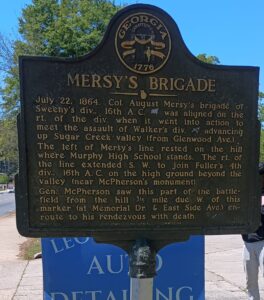 GEORGIA
1776
MERSY'S BRIGADE
July 22, 1864. Col. August Mersy's brigade of
Sweeny's div., 16th A. C. was aligned on the
rt. of the div. when it went into action to
meet the assault of Walker's div. advancing
up Sugar Creek valley (from Glenwood Ave.)
The left of Mersy's line rested on the hill
where Murphy High School stands. The rt. of
the line extended S. W. to join Fuller's 4th
div., 16th A. C. on the high ground beyond the
valley (near McPherson's monument).
Gen. McPherson saw this part of the battle-
field from the hill ¾ mile due W. of this
marker (at Memorial Dr. & East Side Ave.) en-
route to his rendezvous with death.
AUTO
DETAILING